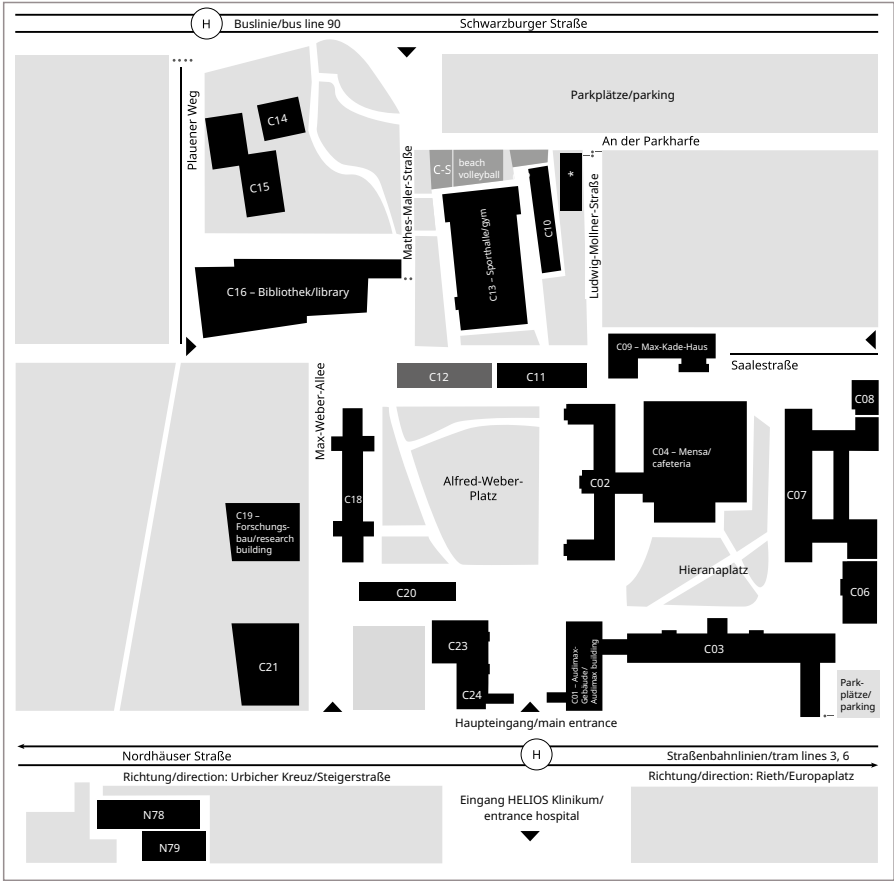 H
Buslinie/bus line 90
Schwarzburger Straße
Parkplätze/parking
Plauener Weg
C14
C15
Mathes-Maler-Straße
An der Parkharfe
C-S
beach
volleyball
*
C13 – Sporthalle/gym
C10
Ludwig-Mollner-Straße
C16 – Bibliothek/library
C09 – Max-Kade-Haus
Saalestraße
C12
C11
Max-Weber-Allee
C08
C18
Alfred-Weber-
Platz
C02
C04 – Mensa/
cafeteria
C07
C19 –
Forschungs-
bau/research
building
Hieranaplatz
C20
C06
C21
C23
C24
C01 – Audimax-
Gebäude/
Audimax building
C03
Park-
plätze/
parking
Haupteingang/main entrance
Nordhäuser Straße
H
Straßenbahnlinien/tram lines 3, 6
Richtung/direction: Urbicher Kreuz/Steigerstraße
Richtung/direction: Rieth/Europaplatz
Eingang HELIOS Klinikum/
entrance hospital
N78
N79